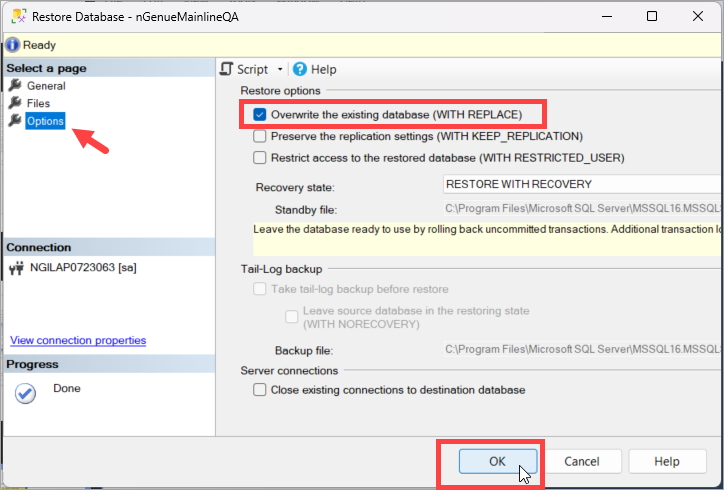 Restore Database - nGenueMainlineQA
Ready
Select a page
General
Files
Options
Script
Help
Restore options
Overwrite the existing database (WITH REPLACE)
Preserve the replication settings (WITH KEEP_REPLICATION)
Restrict access to the restored database (WITH RESTRICTED_USER)
Recovery state:
RESTORE WITH RECOVERY
Standby file:
C:\Program Files\Microsoft SQL Server\MSSQL16.MSSQLS
Leave the database ready to use by rolling back uncommitted transactions. Additional transaction lo
Tail-Log backup
Take tail-log backup before restore
Leave source database in the restoring state
(WITH NORECOVERY)
Backup file:
C:\Program Files\Microsoft SQL Server\MSSQL16.MSSQLS
Server connections
Close existing connections to destination database
Connection
NGILAP0723063 [sa]
View connection properties
Progress
Done
OK
Cancel
Help